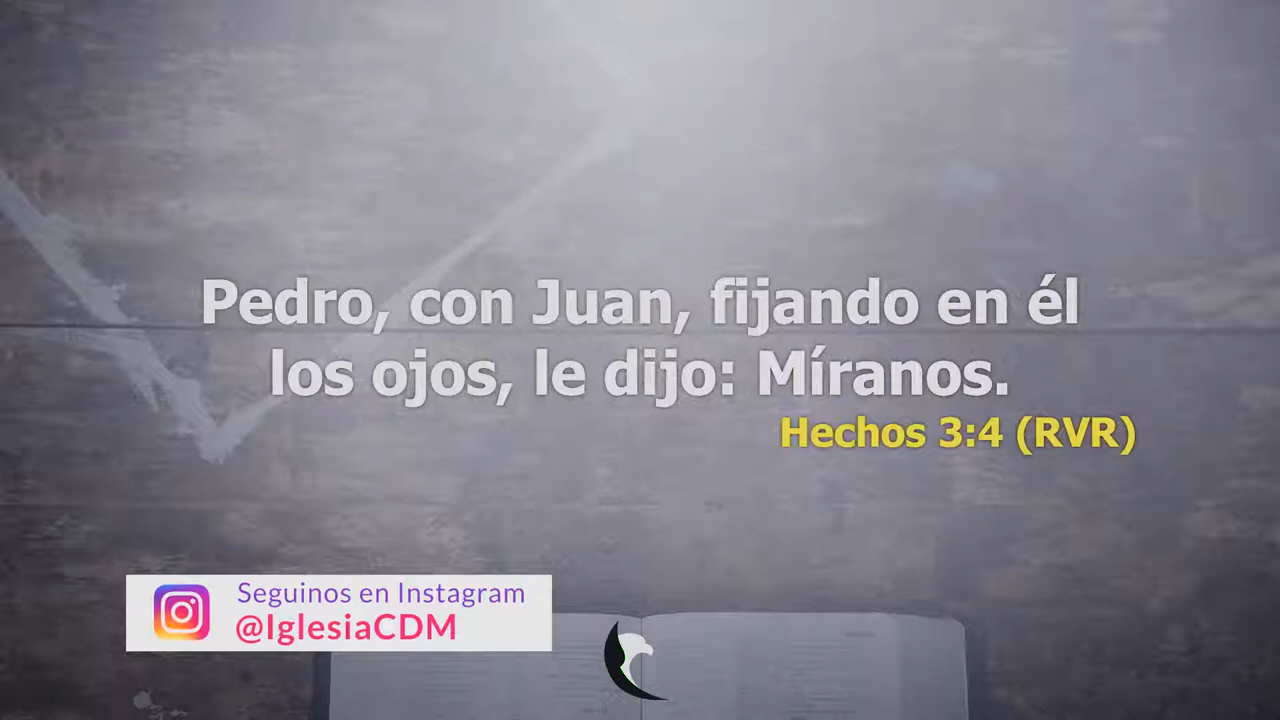 Pedro, con Juan, fijando en él
los ojos, le dijo: Míranos.
Hechos 3:4 (RVR)
Seguinos en Instagram
@IglesiaCDM